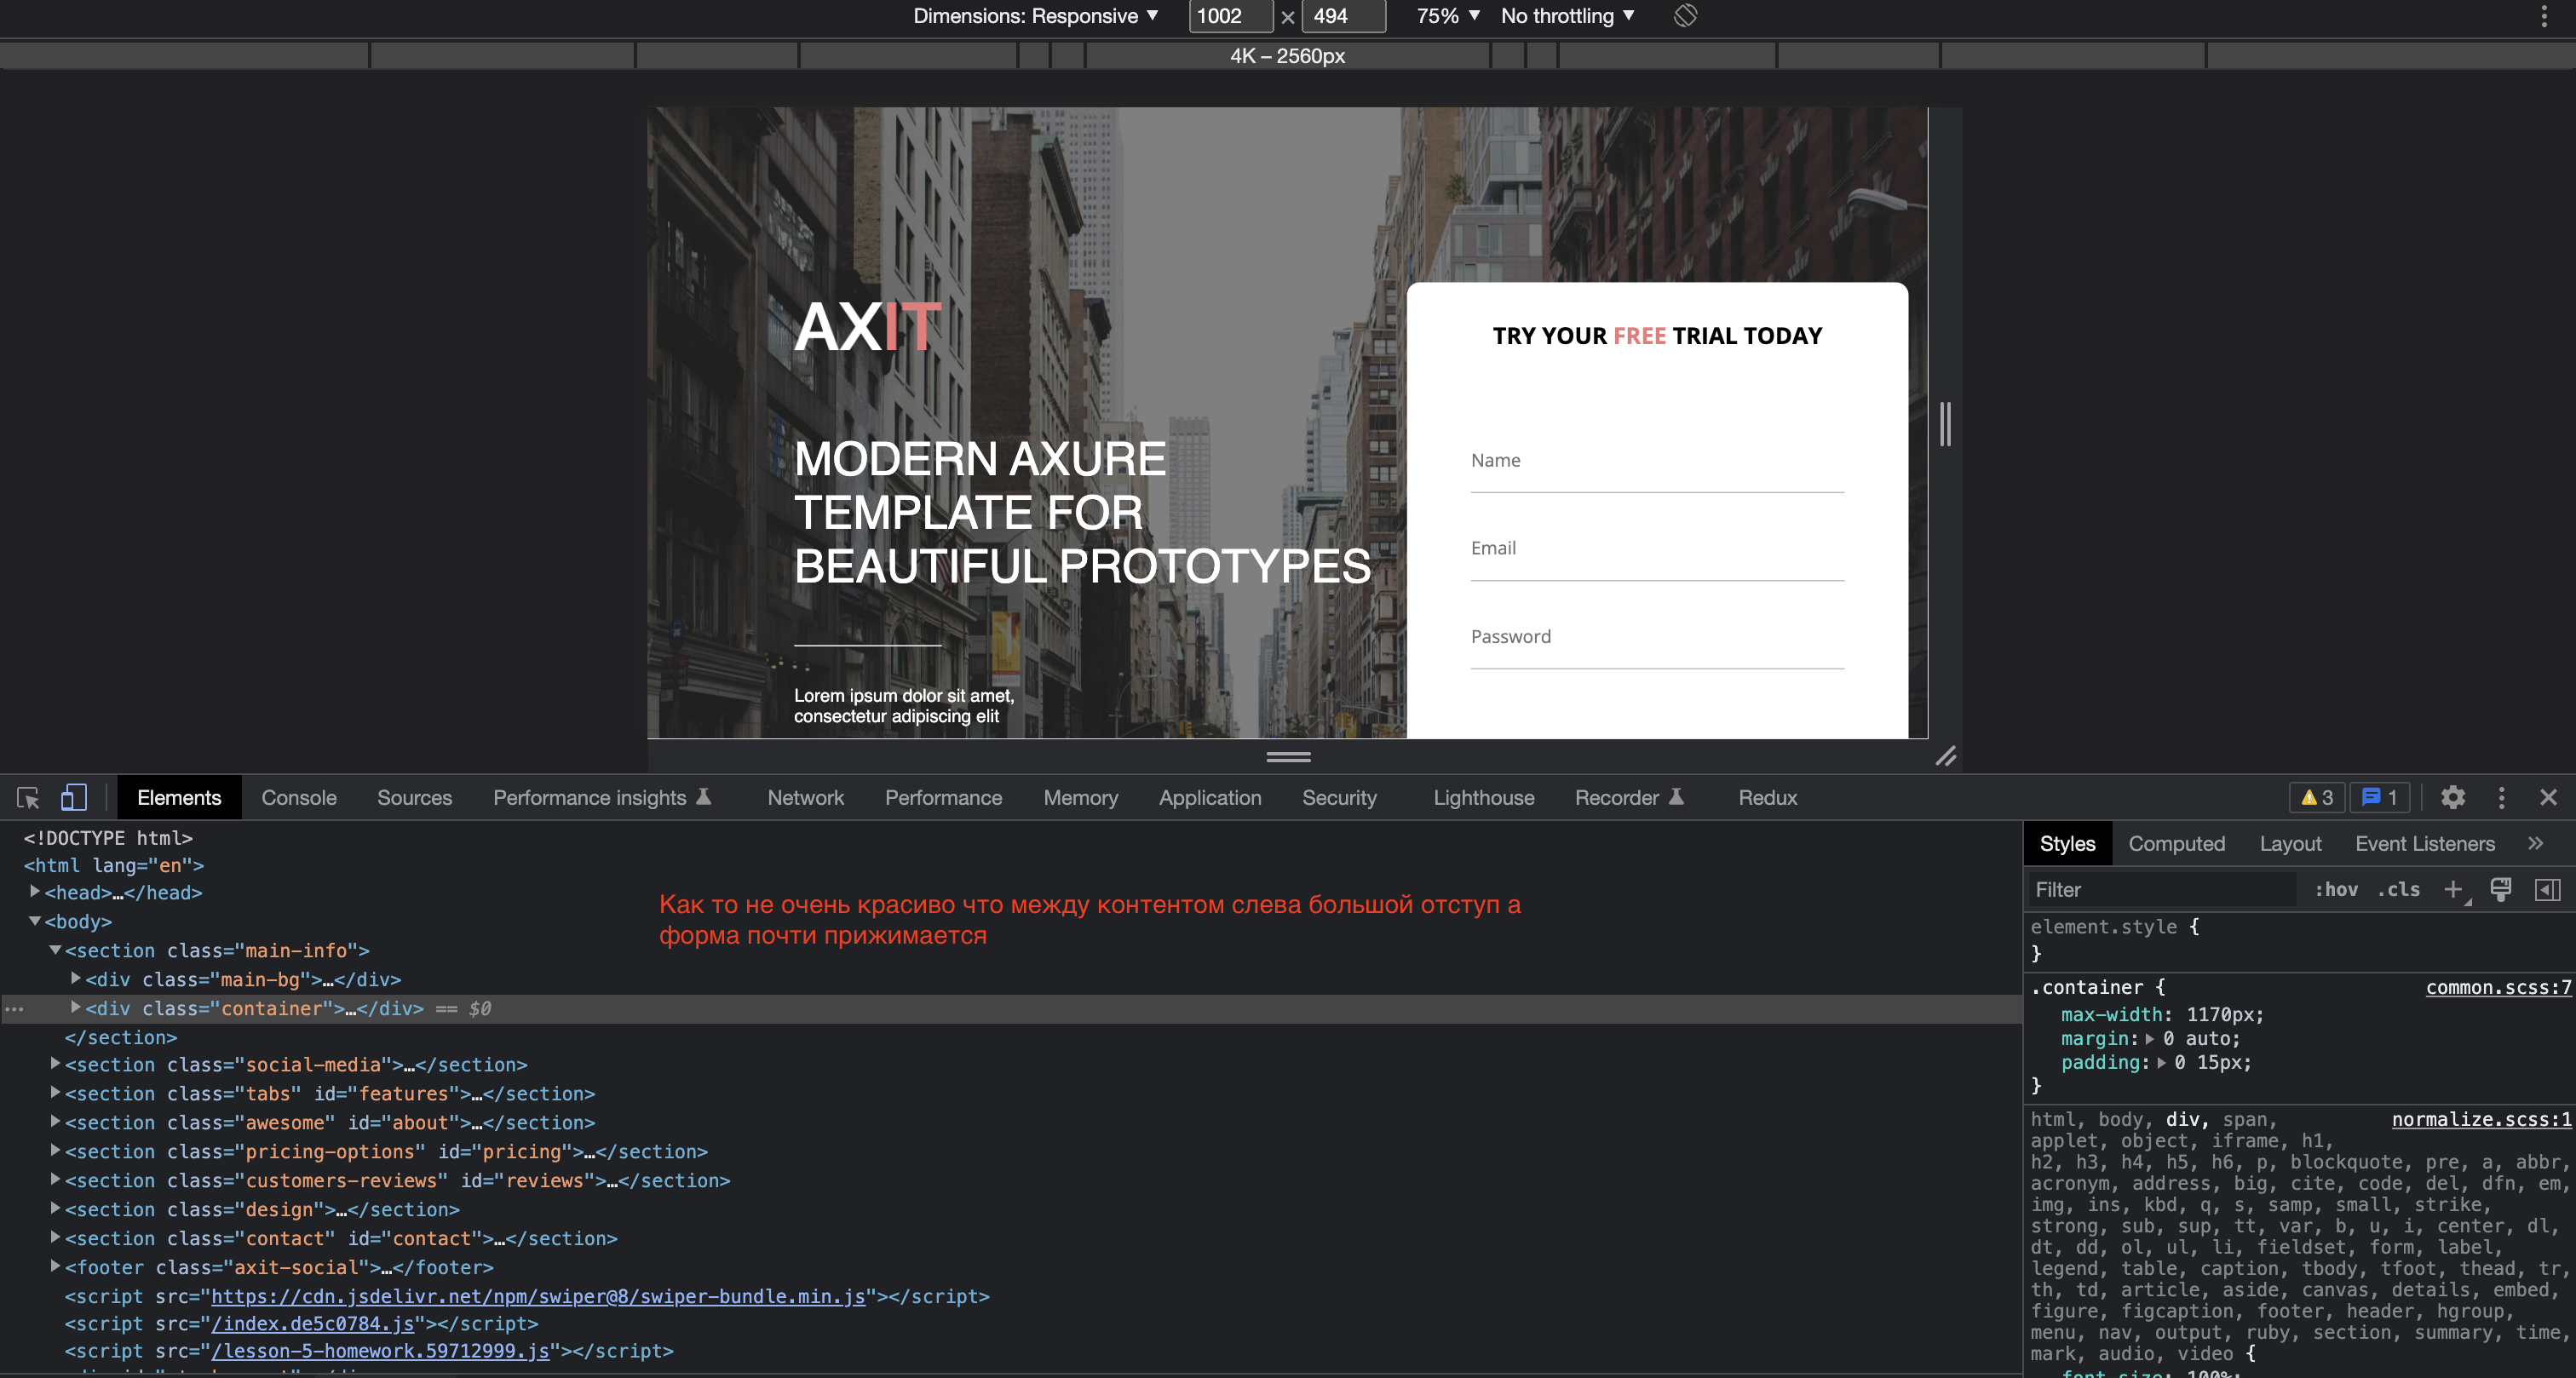 Dimensions: Responsive ▼ 1002 × 494 75% ▼ No throttling ▼
4K – 2560px
AXIT
MODERN AXURE
TEMPLATE FOR
BEAUTIFUL PROTOTYPES
Lorem ipsum dolor sit amet,
consectetur adipiscing elit
TRY YOUR FREE TRIAL TODAY
Name
Email
Password
Elements Console Sources Performance insights Network Performance Memory Application Security Lighthouse Recorder Redux 3 1
<!DOCTYPE html>
<html lang="en">
▶<head>…</head>
▼<body>
▼<section class="main-info">
▶<div class="main-bg">…</div>
▶<div class="container">…</div> == $0
</section>
▶<section class="social-media">…</section>
▶<section class="tabs" id="features">…</section>
▶<section class="awesome" id="about">…</section>
▶<section class="pricing-options" id="pricing">…</section>
▶<section class="customers-reviews" id="reviews">…</section>
▶<section class="design">…</section>
▶<section class="contact" id="contact">…</section>
▶<footer class="axit-social">…</footer>
<script src="https://cdn.jsdelivr.net/npm/swiper@8/swiper-bundle.min.js"></script>
<script src="/index.de5c0784.js"></script>
<script src="/lesson-5-homework.59712999.js"></script>
Как то не очень красиво что между контентом слева большой отступ а
форма почти прижимается
Styles Computed Layout Event Listeners »
Filter :hov .cls +
element.style {
}
.container { common.scss:7
max-width: 1170px;
margin:▶ 0 auto;
padding:▶ 0 15px;
}
html, body, div, span, normalize.scss:1
applet, object, iframe, h1,
h2, h3, h4, h5, h6, p, blockquote, pre, a, abbr,
acronym, address, big, cite, code, del, dfn, em,
img, ins, kbd, q, s, samp, small, strike,
strong, sub, sup, tt, var, b, u, i, center, dl,
dt, dd, ol, ul, li, fieldset, form, label,
legend, table, caption, tbody, tfoot, thead, tr,
th, td, article, aside, canvas, details, embed,
figure, figcaption, footer, header, hgroup,
menu, nav, output, ruby, section, summary, time,
mark, audio, video {
font-size: 100%;